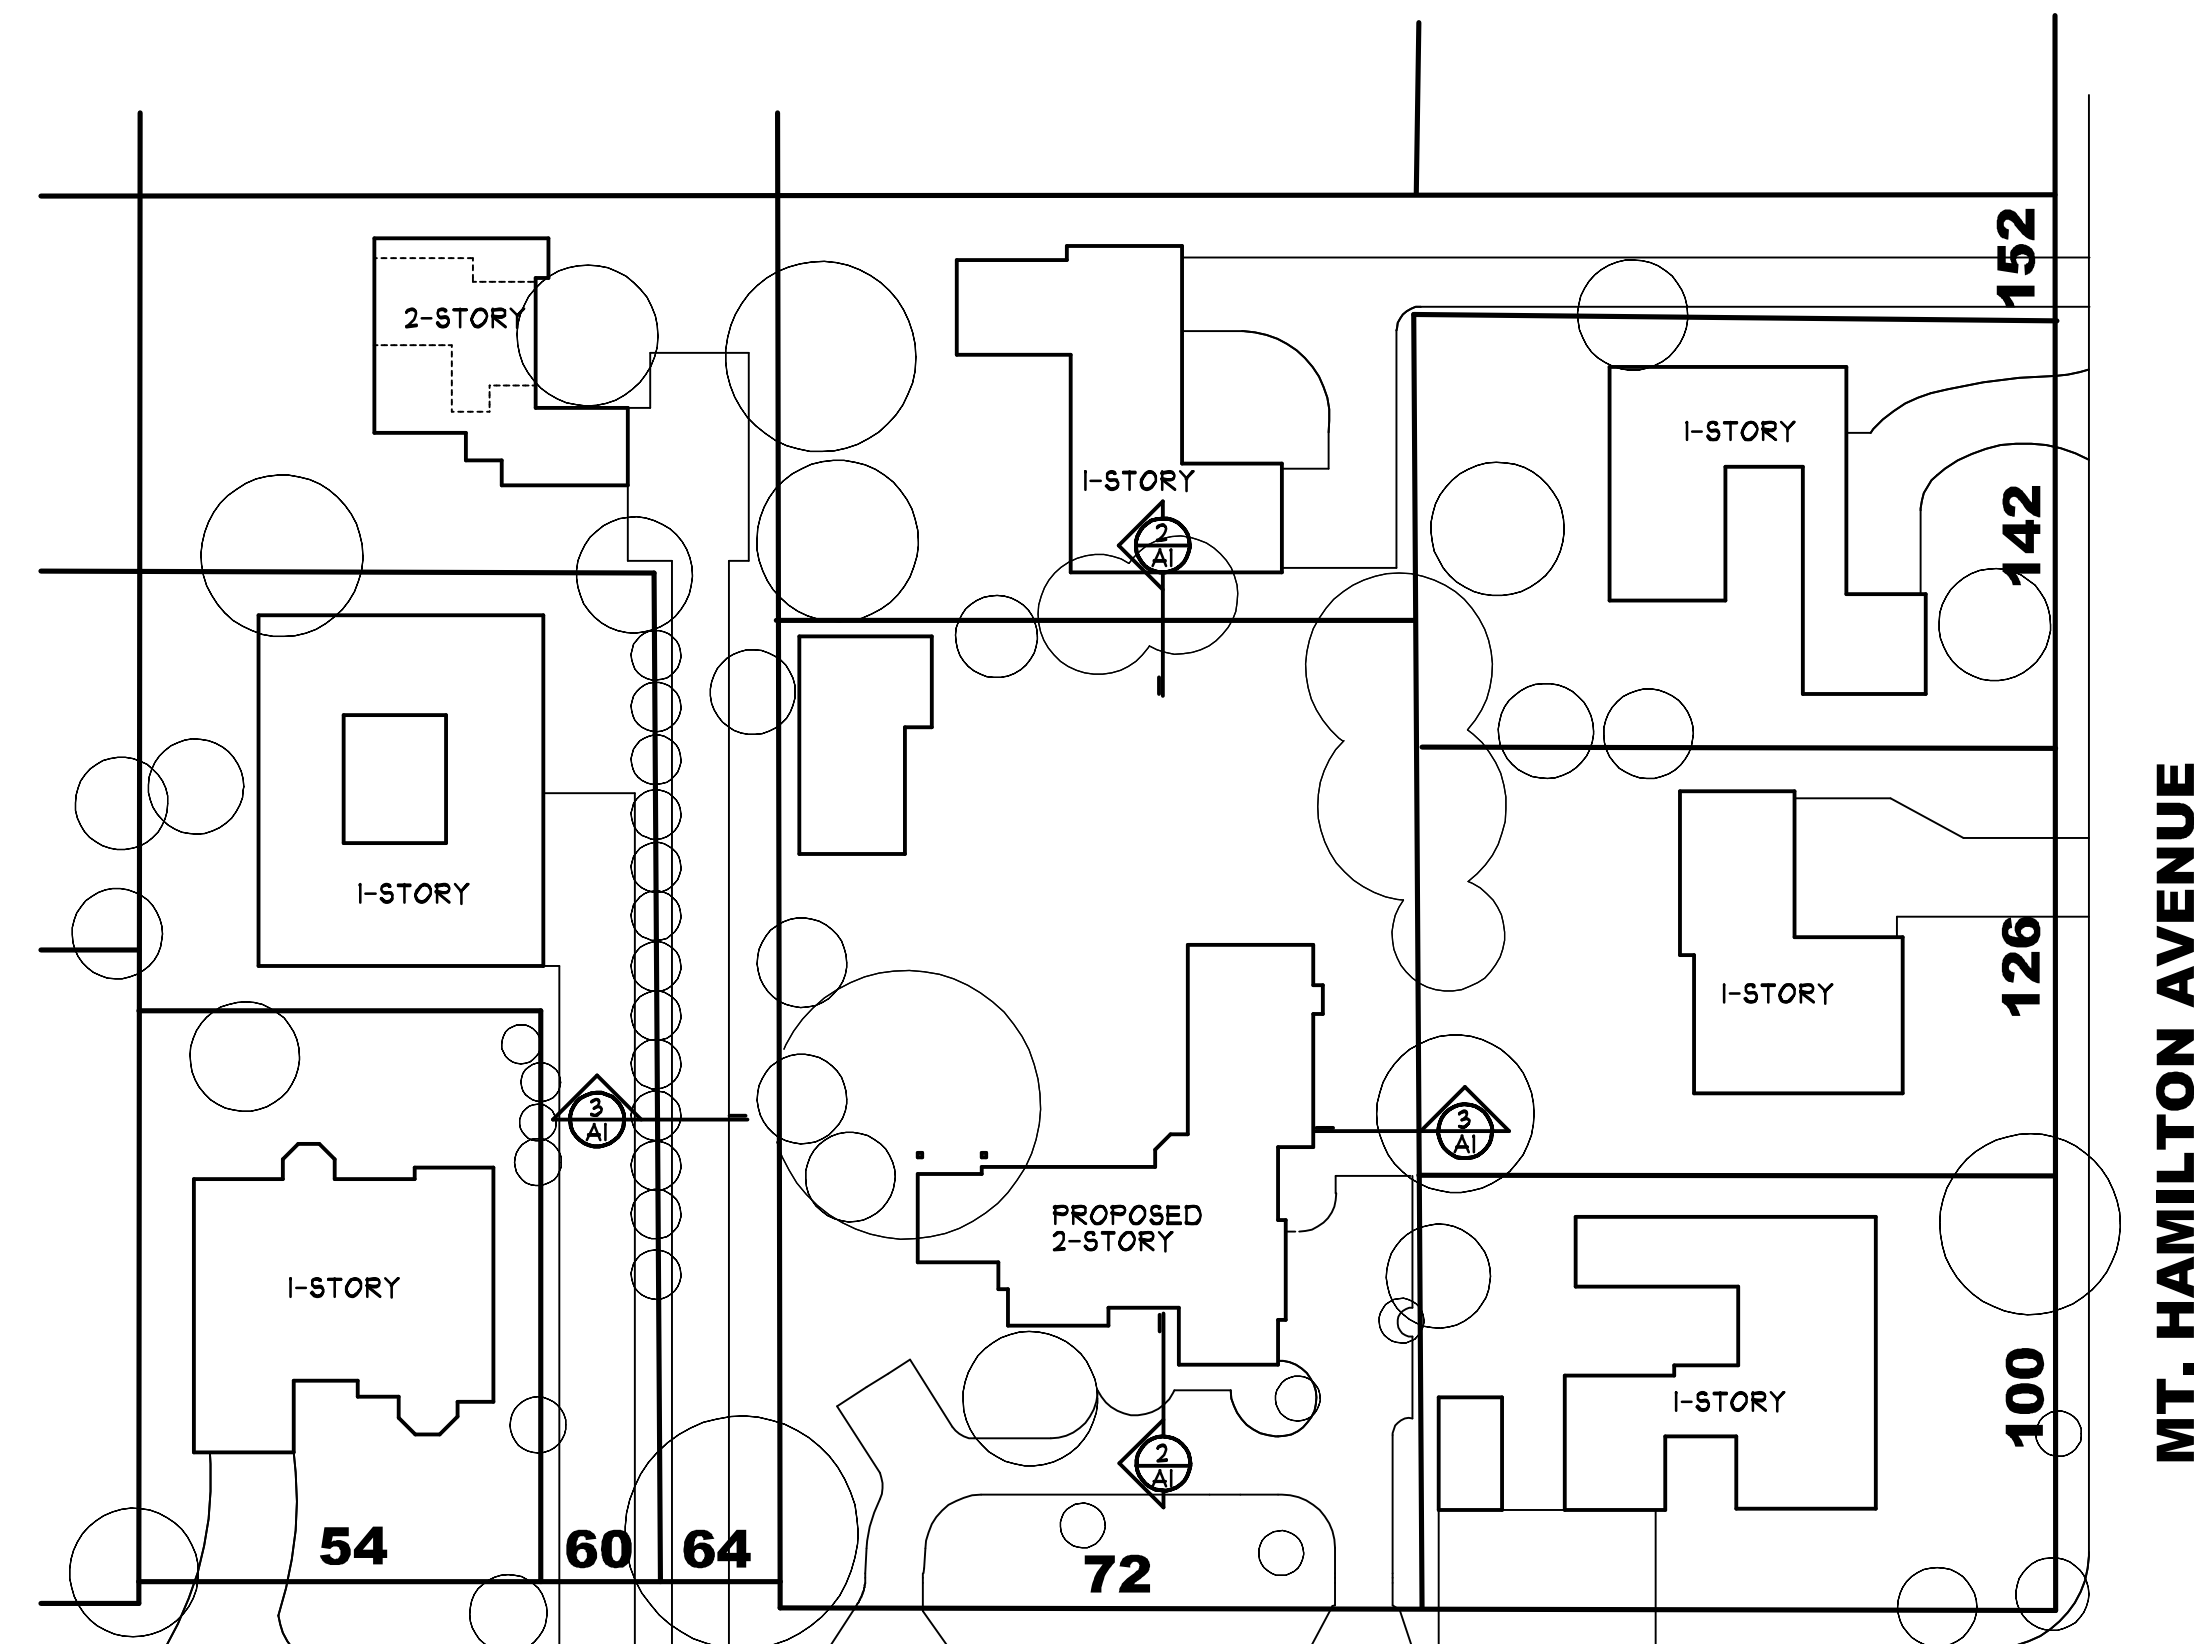 152
2-STORY
1-STORY
1-STORY
2
A1
142
1-STORY
126
1-STORY
3
A1
3
A1
PROPOSED
2-STORY
1-STORY
1-STORY
100
2
A1
54
60
64
72
MT. HAMILTON AVENUE